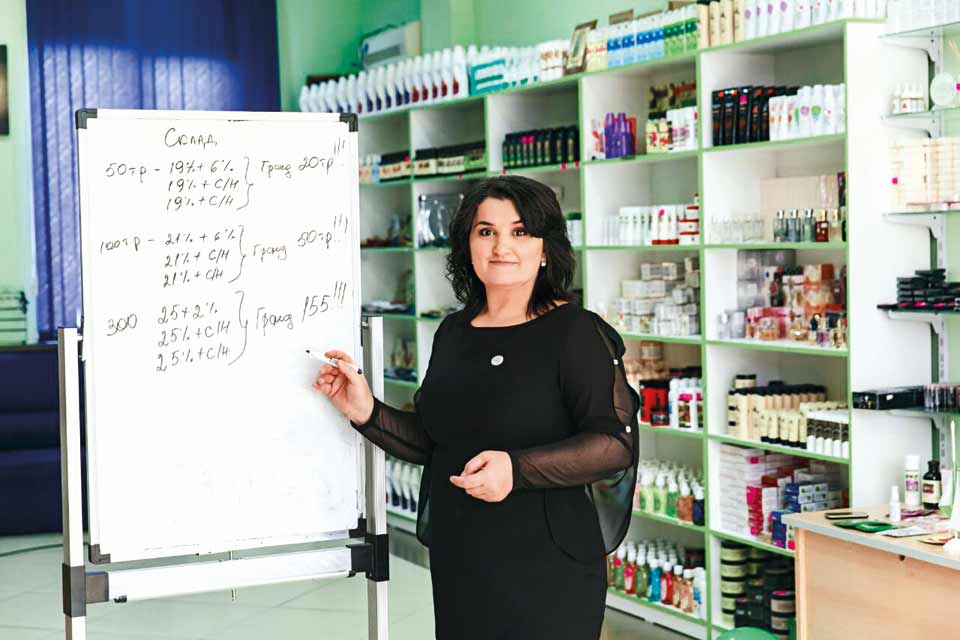 Склад
50тр - 19% + 6% } Гранд 20тр!!!
19% + С/Н
19% + С/Н
100тр - 21% + 6% } Гранд 50тр!!!
21% + С/Н
21% + С/Н
300 25 + 2% } Гранд 155!!!
25% + С/Н
25% + С/Н